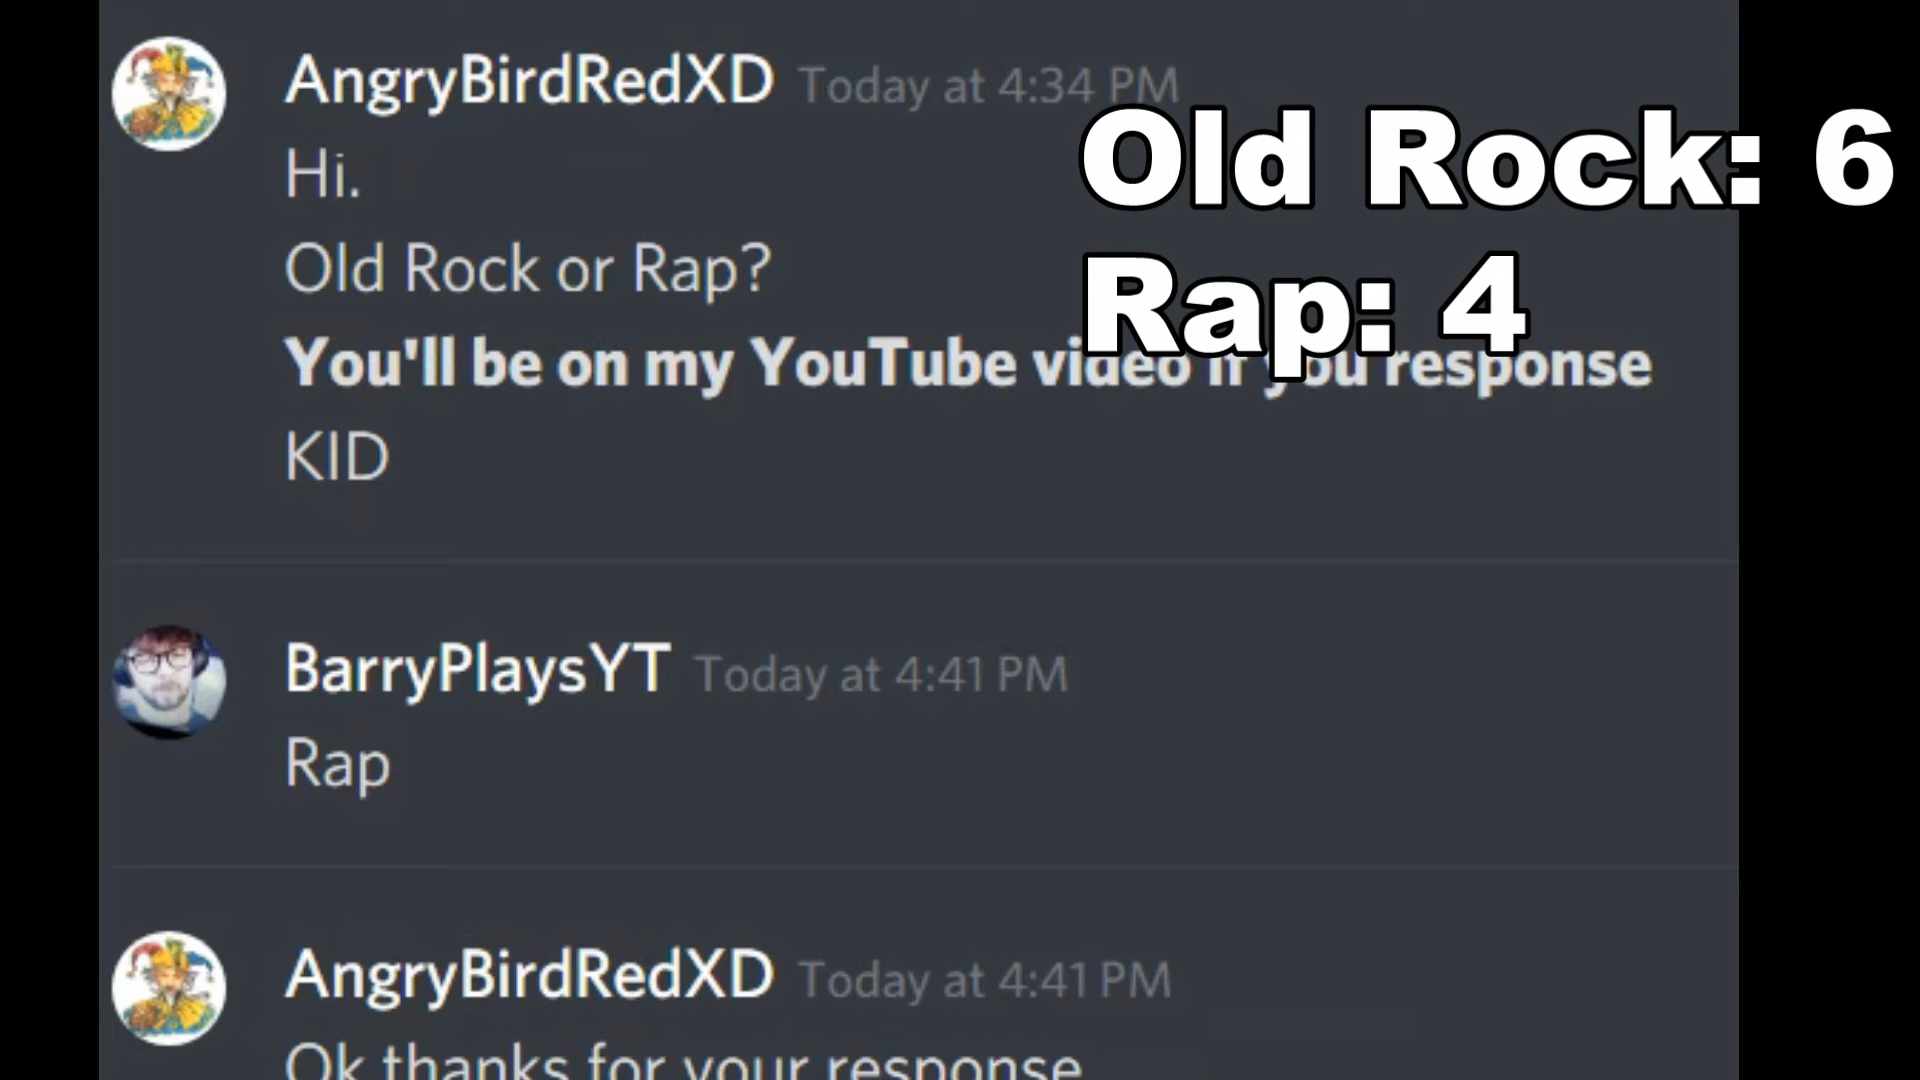 AngryBirdRedXD Today at 4:34 PM
Hi.
Old Rock or Rap?
You'll be on my YouTube video if you response
KID
Old Rock: 6
Rap: 4
BarryPlaysYT Today at 4:41 PM
Rap
AngryBirdRedXD Today at 4:41 PM
Ok thanks for your response